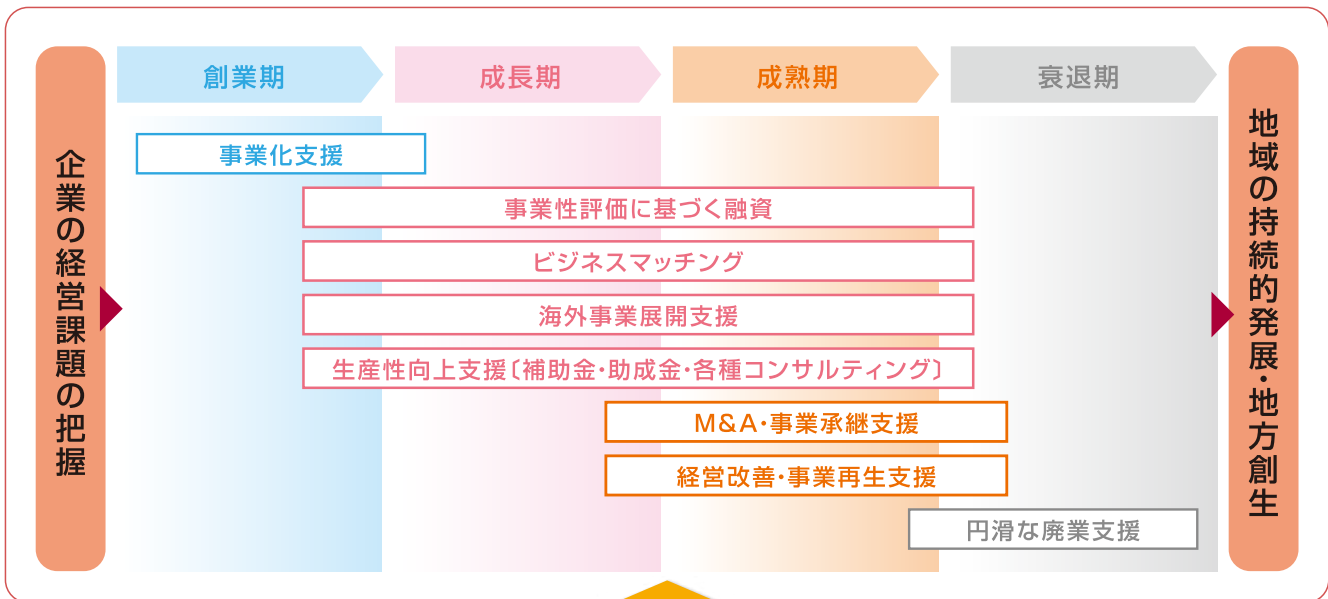 企業の経営課題の把握
創業期
成長期
成熟期
衰退期
事業化支援
事業性評価に基づく融資
ビジネスマッチング
海外事業展開支援
生産性向上支援〔補助金・助成金・各種コンサルティング〕
M&A・事業承継支援
経営改善・事業再生支援
円滑な廃業支援
地域の持続的発展・地方創生